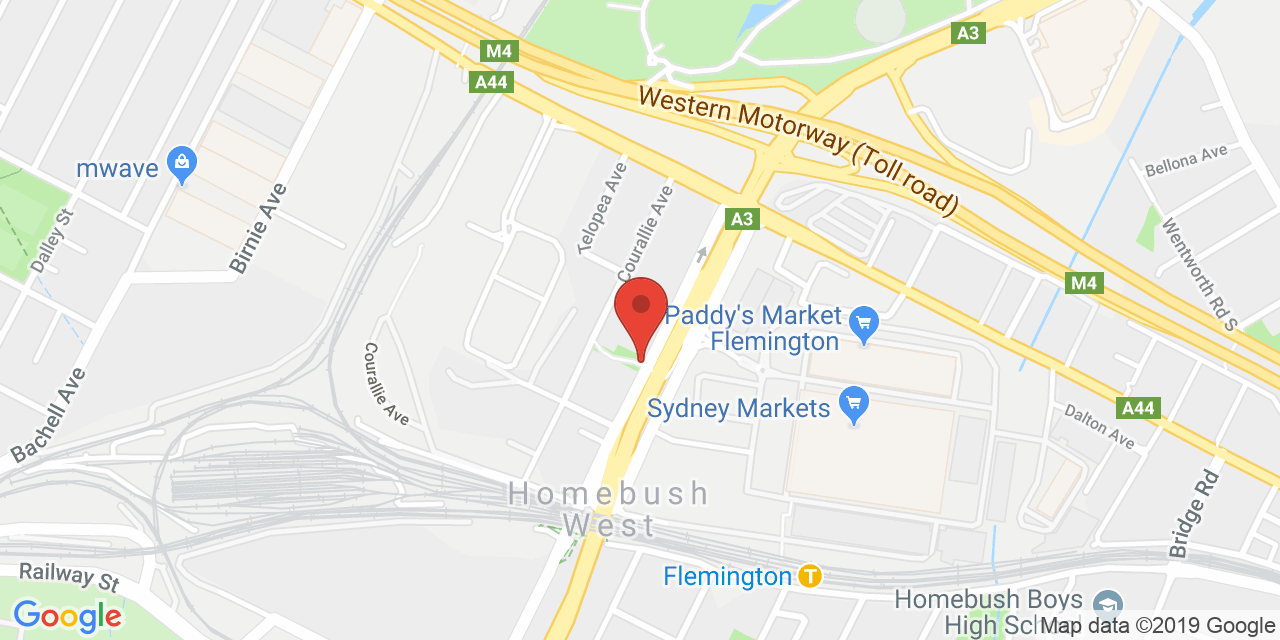 A3
M4
A44
Western Motorway (Toll road)
mwave
Bellona Ave
Telopea Ave
Courallie Ave
Dalley St
Birnie Ave
A3
Wentworth Rd S
M4
Paddy's Market
Flemington
Courallie Ave
Bachell Ave
Sydney Markets
A44
Dalton Ave
Homebush
West
Bridge Rd
Railway St
Flemington
T
Homebush Boys
High School
Google
Map data ©2019 Google